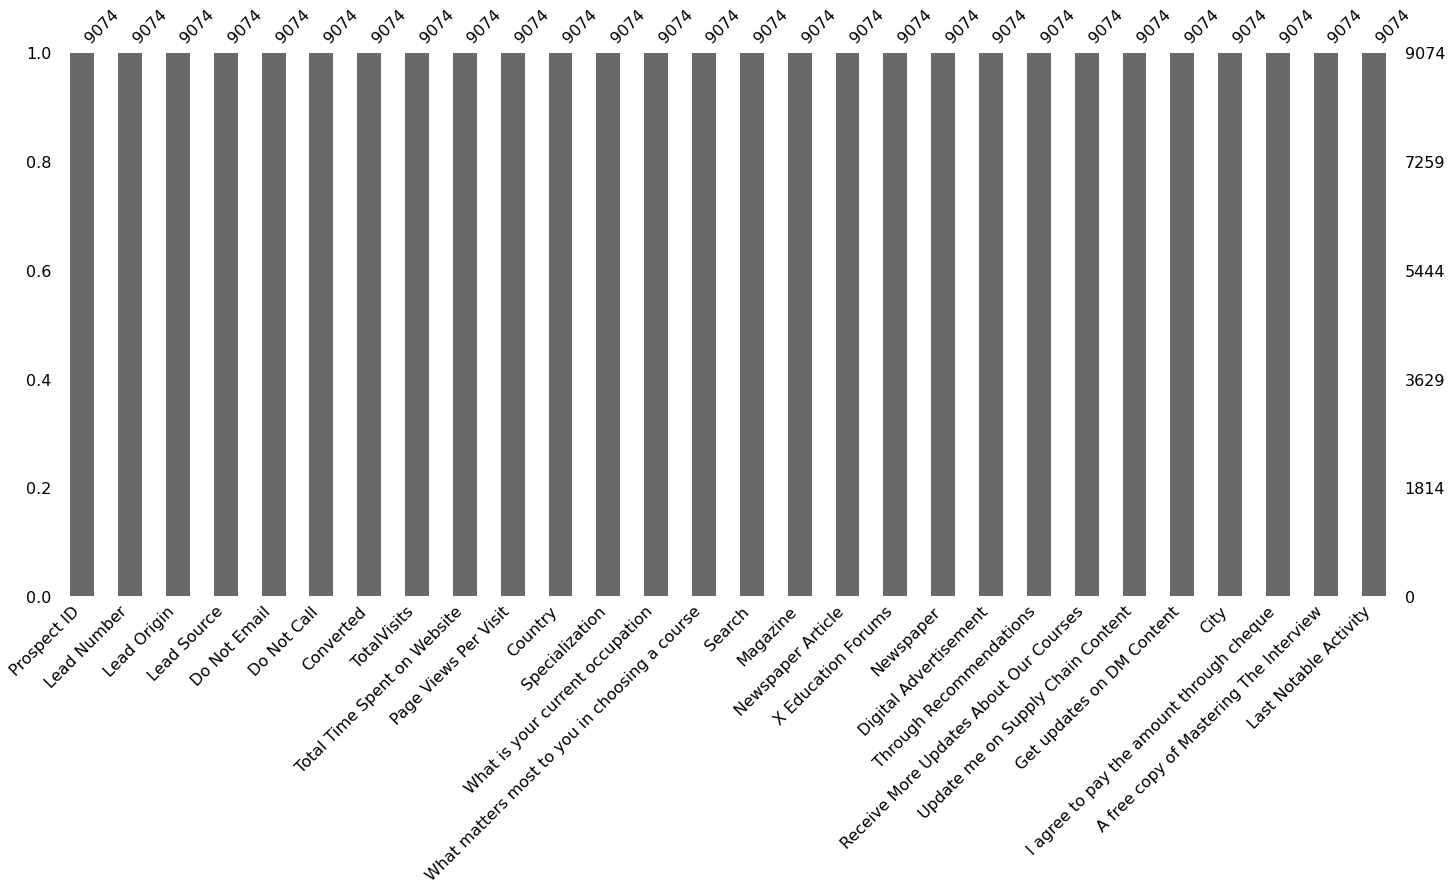 9074 9074 9074 9074 9074 9074 9074 9074 9074 9074 9074 9074 9074 9074 9074 9074 9074 9074 9074 9074 9074 9074 9074 9074 9074 9074 9074 9074
1.0 9074
0.8 7259
0.6 5444
0.4 3629
0.2 1814
0.0 0
Prospect ID
Lead Number
Lead Origin
Lead Source
Do Not Email
Do Not Call
Converted
TotalVisits
Total Time Spent on Website
Page Views Per Visit
Country
Specialization
What is your current occupation
What matters most to you in choosing a course
Search
Magazine
Newspaper Article
X Education Forums
Newspaper
Digital Advertisement
Through Recommendations
Receive More Updates About Our Courses
Update me on Supply Chain Content
Get updates on DM Content
City
I agree to pay the amount through cheque
A free copy of Mastering The Interview
Last Notable Activity